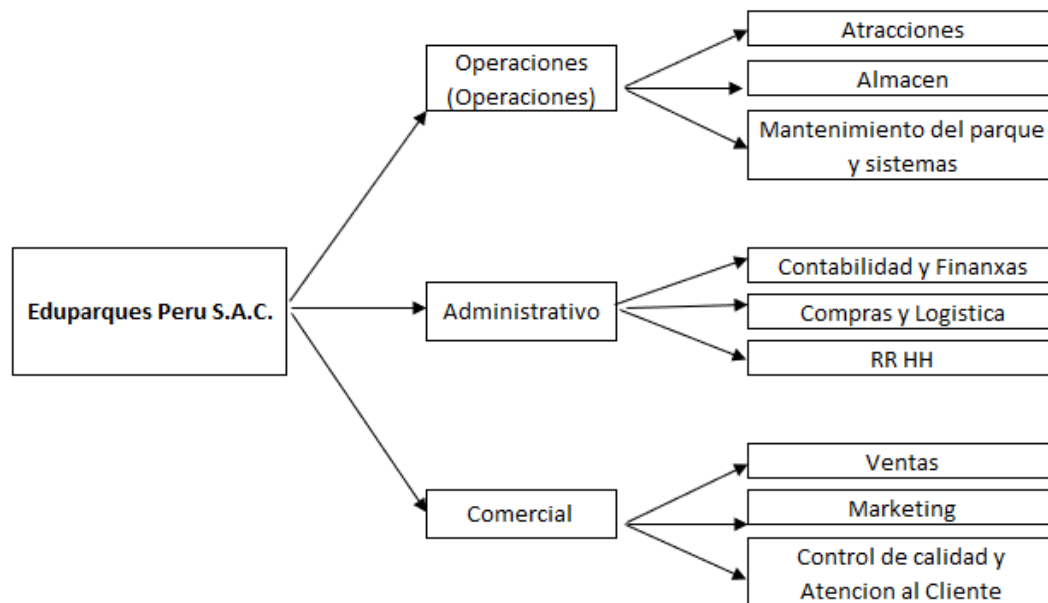 Eduparques Peru S.A.C.
Operaciones
(Operaciones)
Atracciones
Almacen
Mantenimiento del parque
y sistemas
Administrativo
Contabilidad y Finanxas
Compras y Logistica
RR HH
Comercial
Ventas
Marketing
Control de calidad y
Atencion al Cliente